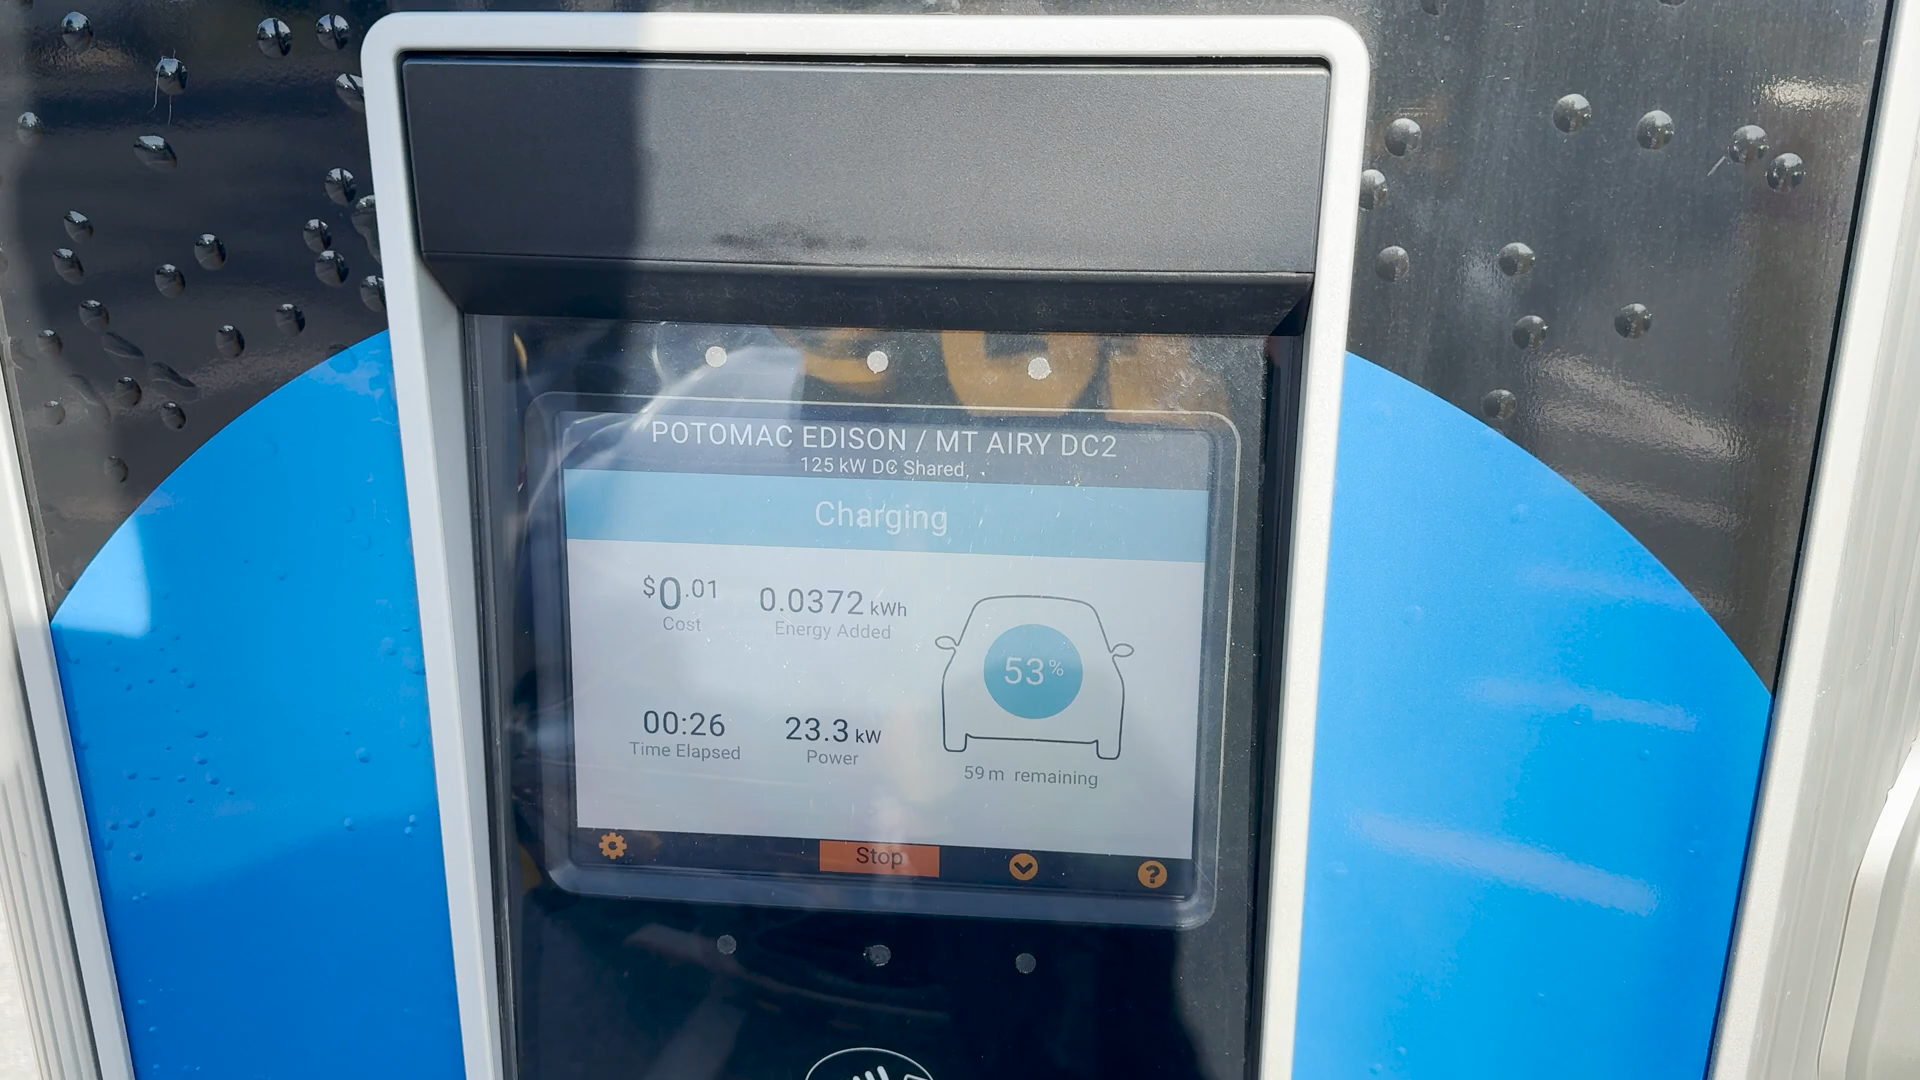 POTOMAC EDISON / MT AIRY DC2
125 kW DC Shared
Charging
$0.01
Cost
0.0372 kWh
Energy Added
53%
00:26
Time Elapsed
23.3 kW
Power
59 m remaining
Stop
?